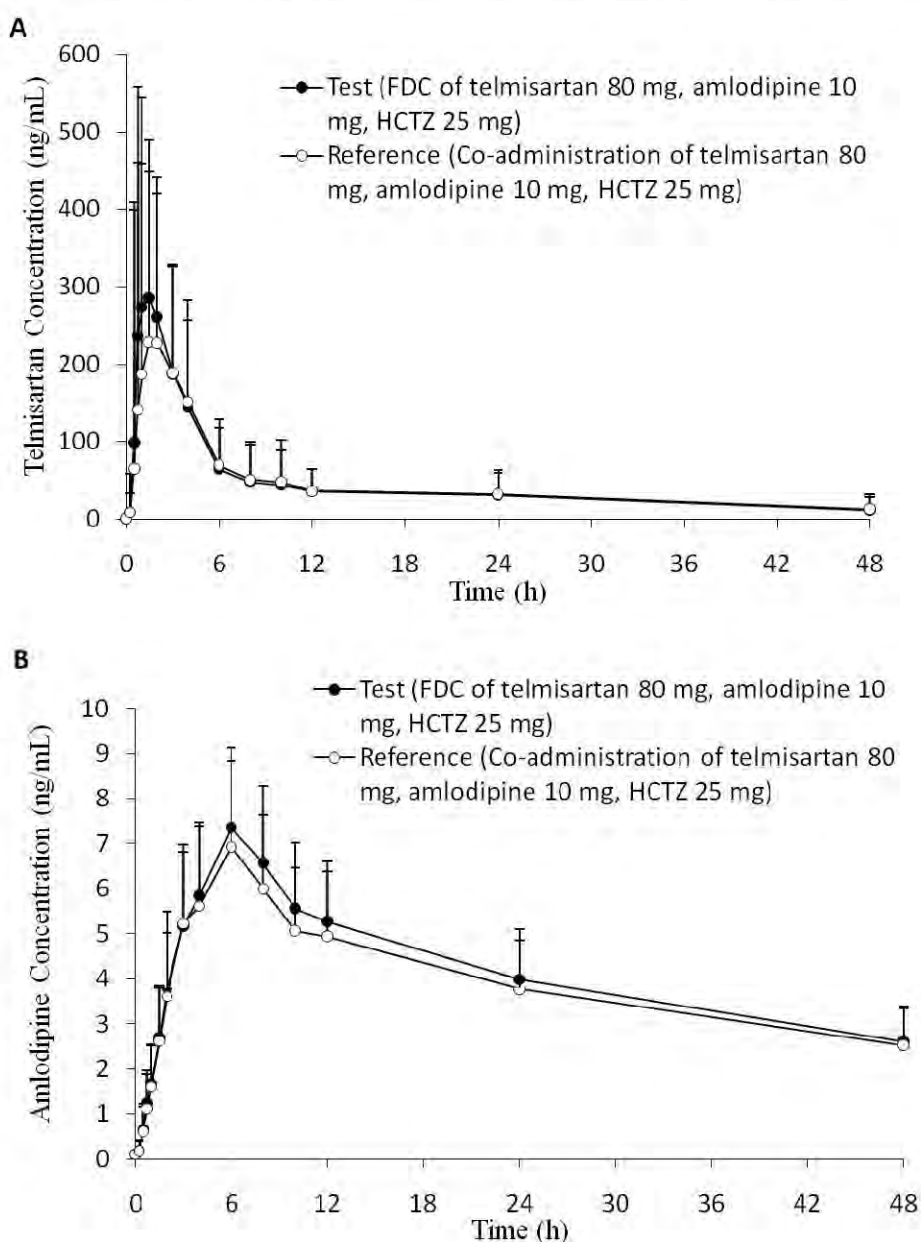 A
600
500
400
300
200
100
0
Telmisartan Concentration (ng/mL)
Test (FDC of telmisartan 80 mg, amlodipine 10
mg, HCTZ 25 mg)
Reference (Co-administration of telmisartan 80
mg, amlodipine 10 mg, HCTZ 25 mg)
0 6 12 18 24 30 36 42 48
Time (h)
B
Test (FDC of telmisartan 80 mg, amlodipine 10
mg, HCTZ 25 mg)
Reference (Co-administration of telmisartan 80
mg, amlodipine 10 mg, HCTZ 25 mg)
10
9
8
7
6
5
4
3
2
1
0
Amlodipine Concentration (ng/mL)
0 6 12 18 24 30 36 42 48
Time (h)